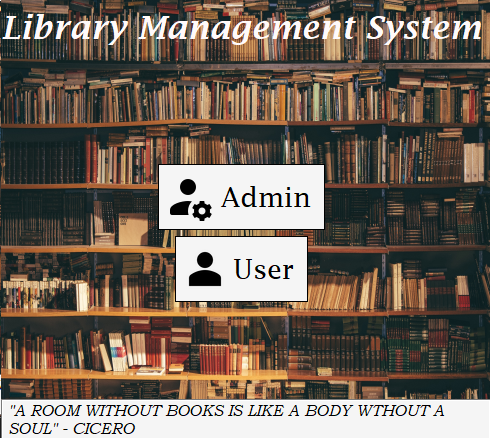 Library Management System
Admin
User
"A ROOM WITHOUT BOOKS IS LIKE A BODY WTHOUT A
SOUL" - CICERO